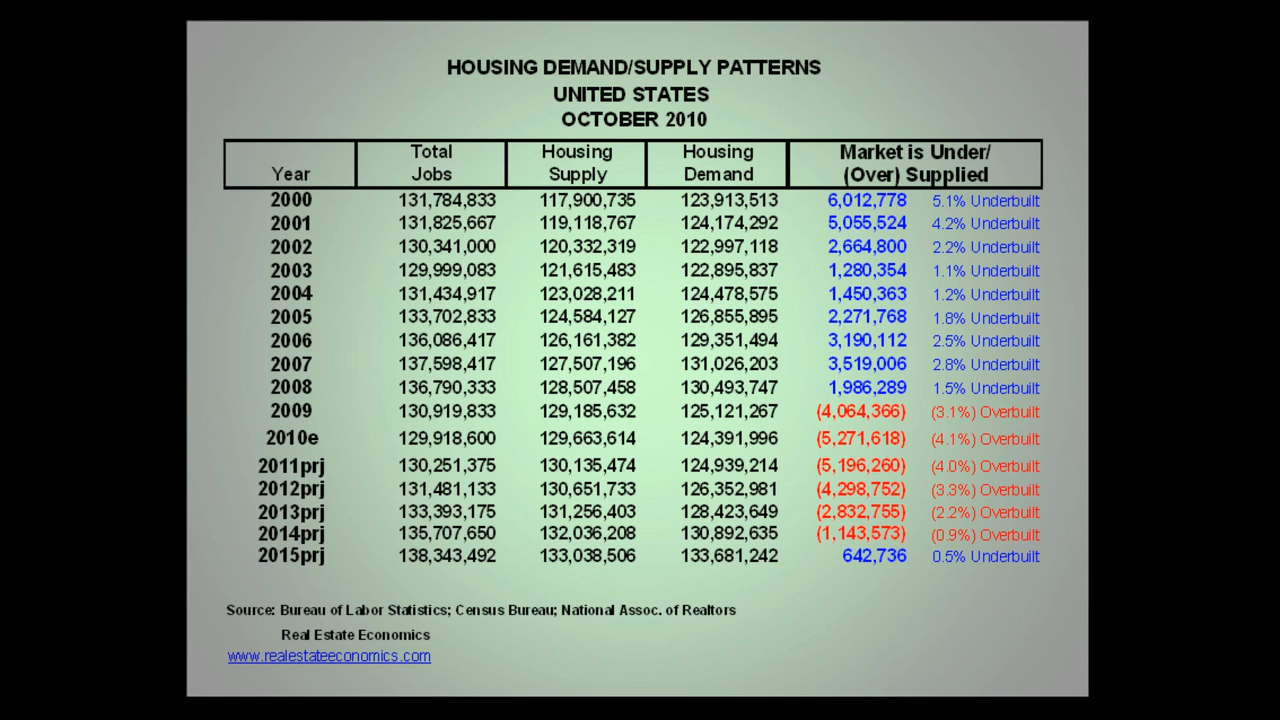 HOUSING DEMAND/SUPPLY PATTERNS
UNITED STATES
OCTOBER 2010
Total Housing Housing Market is Under/
Year Jobs Supply Demand (Over) Supplied
2000 131,784,833 117,900,735 123,913,513 6,012,778 5.1% Underbuilt
2001 131,825,667 119,118,767 124,174,292 5,055,524 4.2% Underbuilt
2002 130,341,000 120,332,319 122,997,118 2,664,800 2.2% Underbuilt
2003 129,999,083 121,615,483 122,895,837 1,280,354 1.1% Underbuilt
2004 131,434,917 123,028,211 124,478,575 1,450,363 1.2% Underbuilt
2005 133,702,833 124,584,127 126,855,895 2,271,768 1.8% Underbuilt
2006 136,086,417 126,161,382 129,351,494 3,190,112 2.5% Underbuilt
2007 137,598,417 127,507,196 131,026,203 3,519,006 2.8% Underbuilt
2008 136,790,333 128,507,458 130,493,747 1,986,289 1.5% Underbuilt
2009 130,919,833 129,185,632 125,121,267 (4,064,366) (3.1%) Overbuilt
2010e 129,918,600 129,663,614 124,391,996 (5,271,618) (4.1%) Overbuilt
2011prj 130,251,375 130,135,474 124,939,214 (5,196,260) (4.0%) Overbuilt
2012prj 131,481,133 130,651,733 126,352,981 (4,298,752) (3.3%) Overbuilt
2013prj 133,393,175 131,256,403 128,423,649 (2,832,755) (2.2%) Overbuilt
2014prj 135,707,650 132,036,208 130,892,635 (1,143,573) (0.9%) Overbuilt
2015prj 138,343,492 133,038,506 133,681,242 642,736 0.5% Underbuilt
Source: Bureau of Labor Statistics; Census Bureau; National Assoc. of Realtors
Real Estate Economics
www.realestateeconomics.com